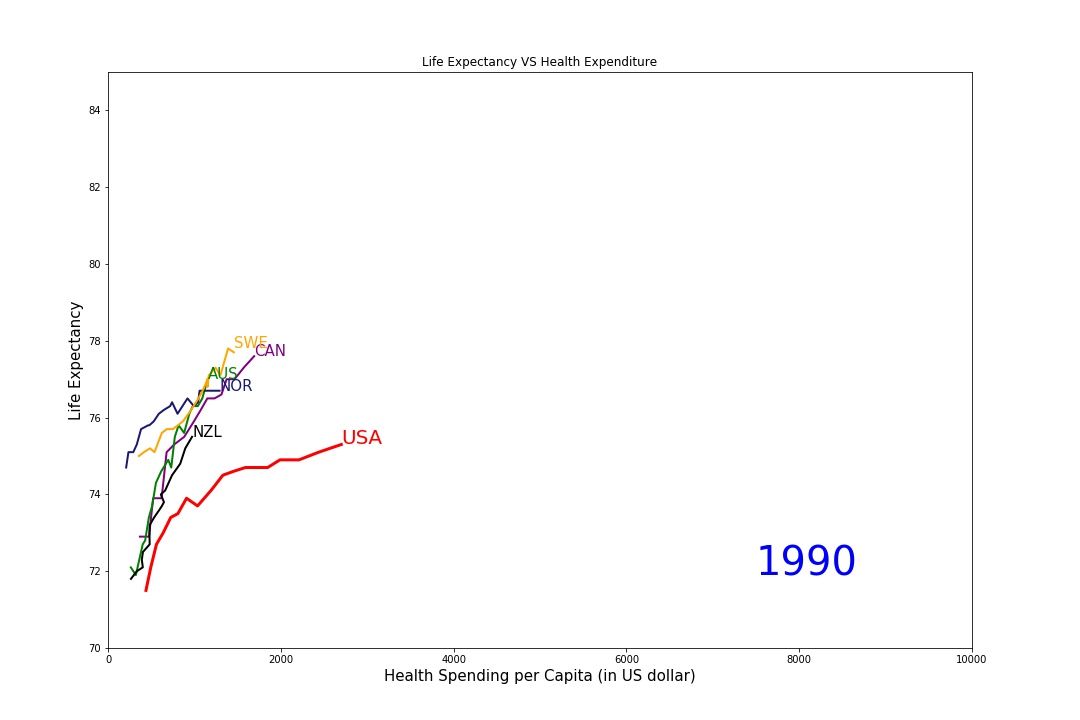 Life Expectancy VS Health Expenditure
84
82
80
78
76
74
72
70
Life Expectancy
SWE
CAN
AUS
NOR
NZL
USA
1990
0
2000
4000
6000
8000
10000
Health Spending per Capita (in US dollar)